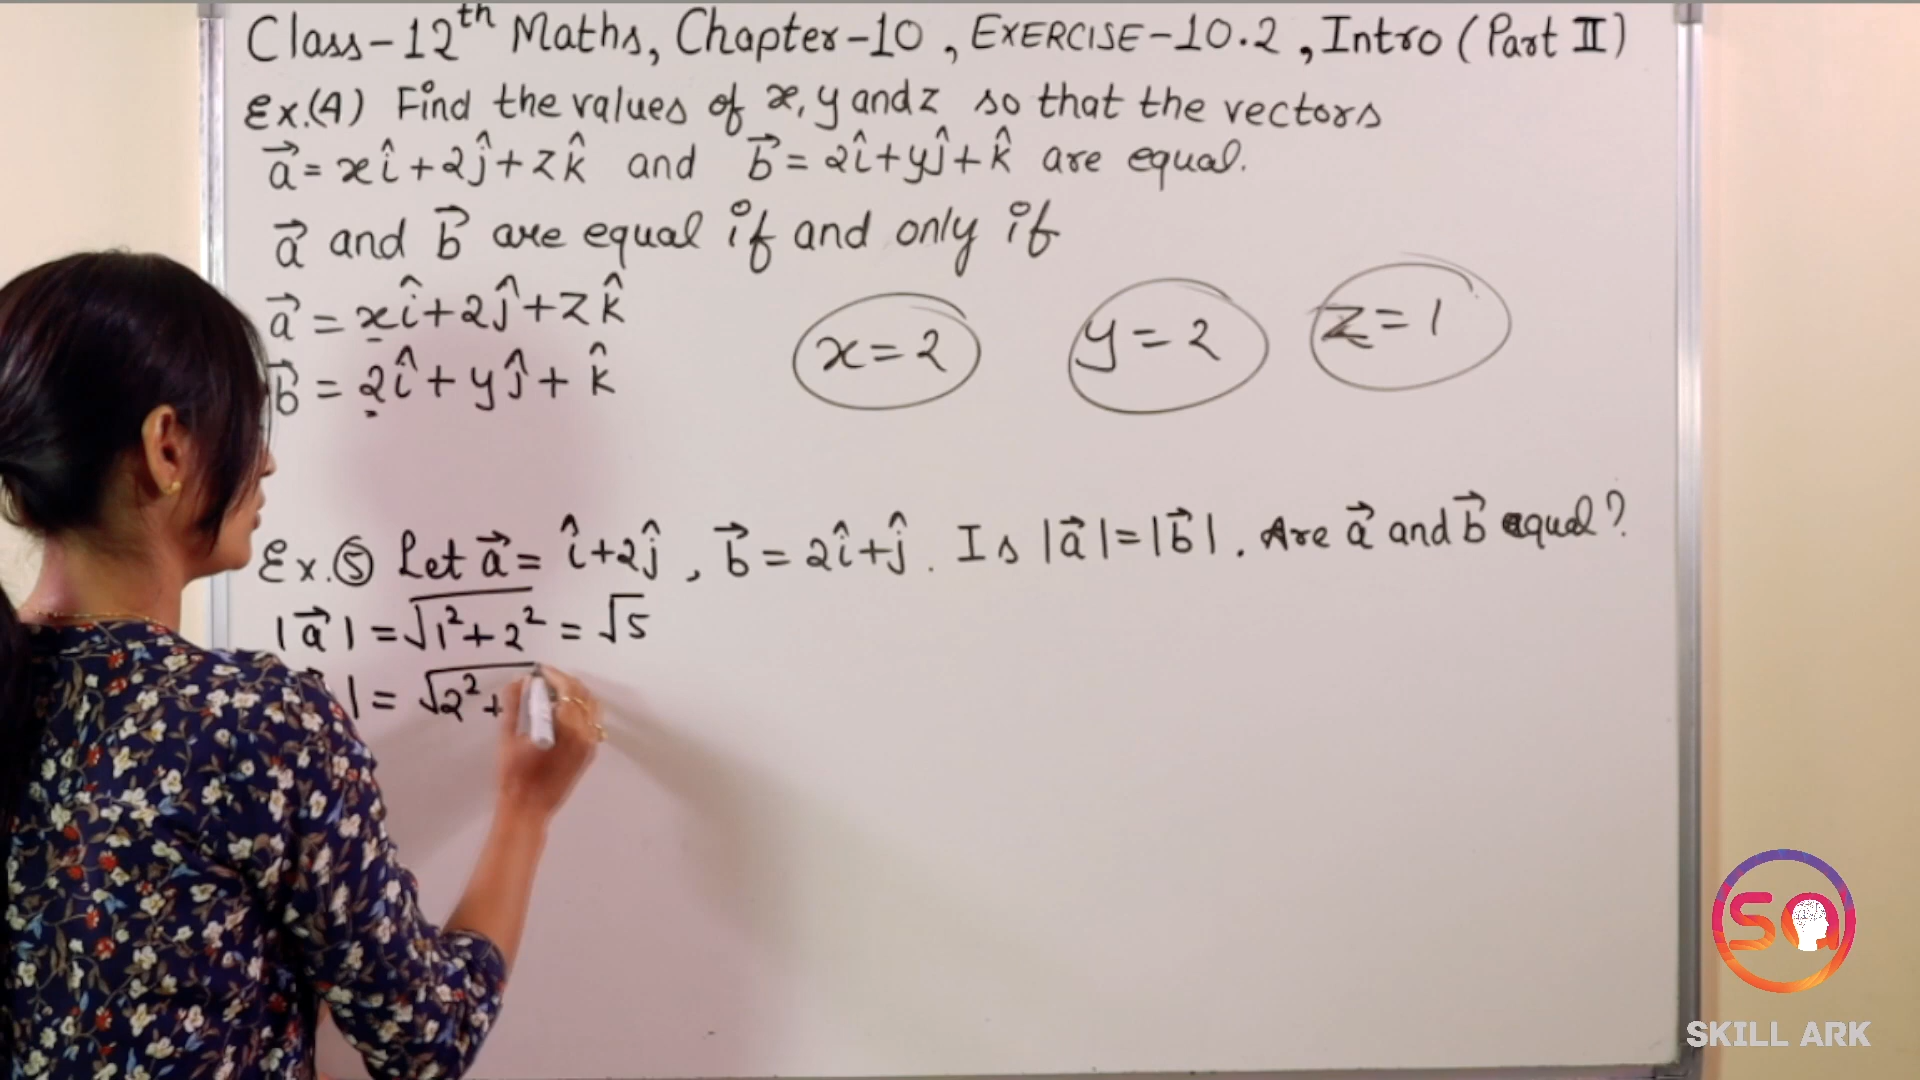 Class-12th Maths, Chapter-10, EXERCISE-10.2, Intro (Part II)
Ex.(4) Find the values of x, y and z so that the vectors
a⃗ = xî+2ĵ+zk̂ and b⃗ = 2î+yĵ+k̂ are equal.
a⃗ and b⃗ are equal if and only if
a⃗ = xî+2ĵ+zk̂
b⃗ = 2î+yĵ+k̂
x=2 y=2 z=1
Ex.⑤ Let a⃗ = î+2ĵ, b⃗ = 2î+ĵ. Is |a⃗|=|b⃗|. Are a⃗ and b⃗ equal?
|a⃗| = √1²+2² = √5
| = √2²+
SA
SKILL ARK